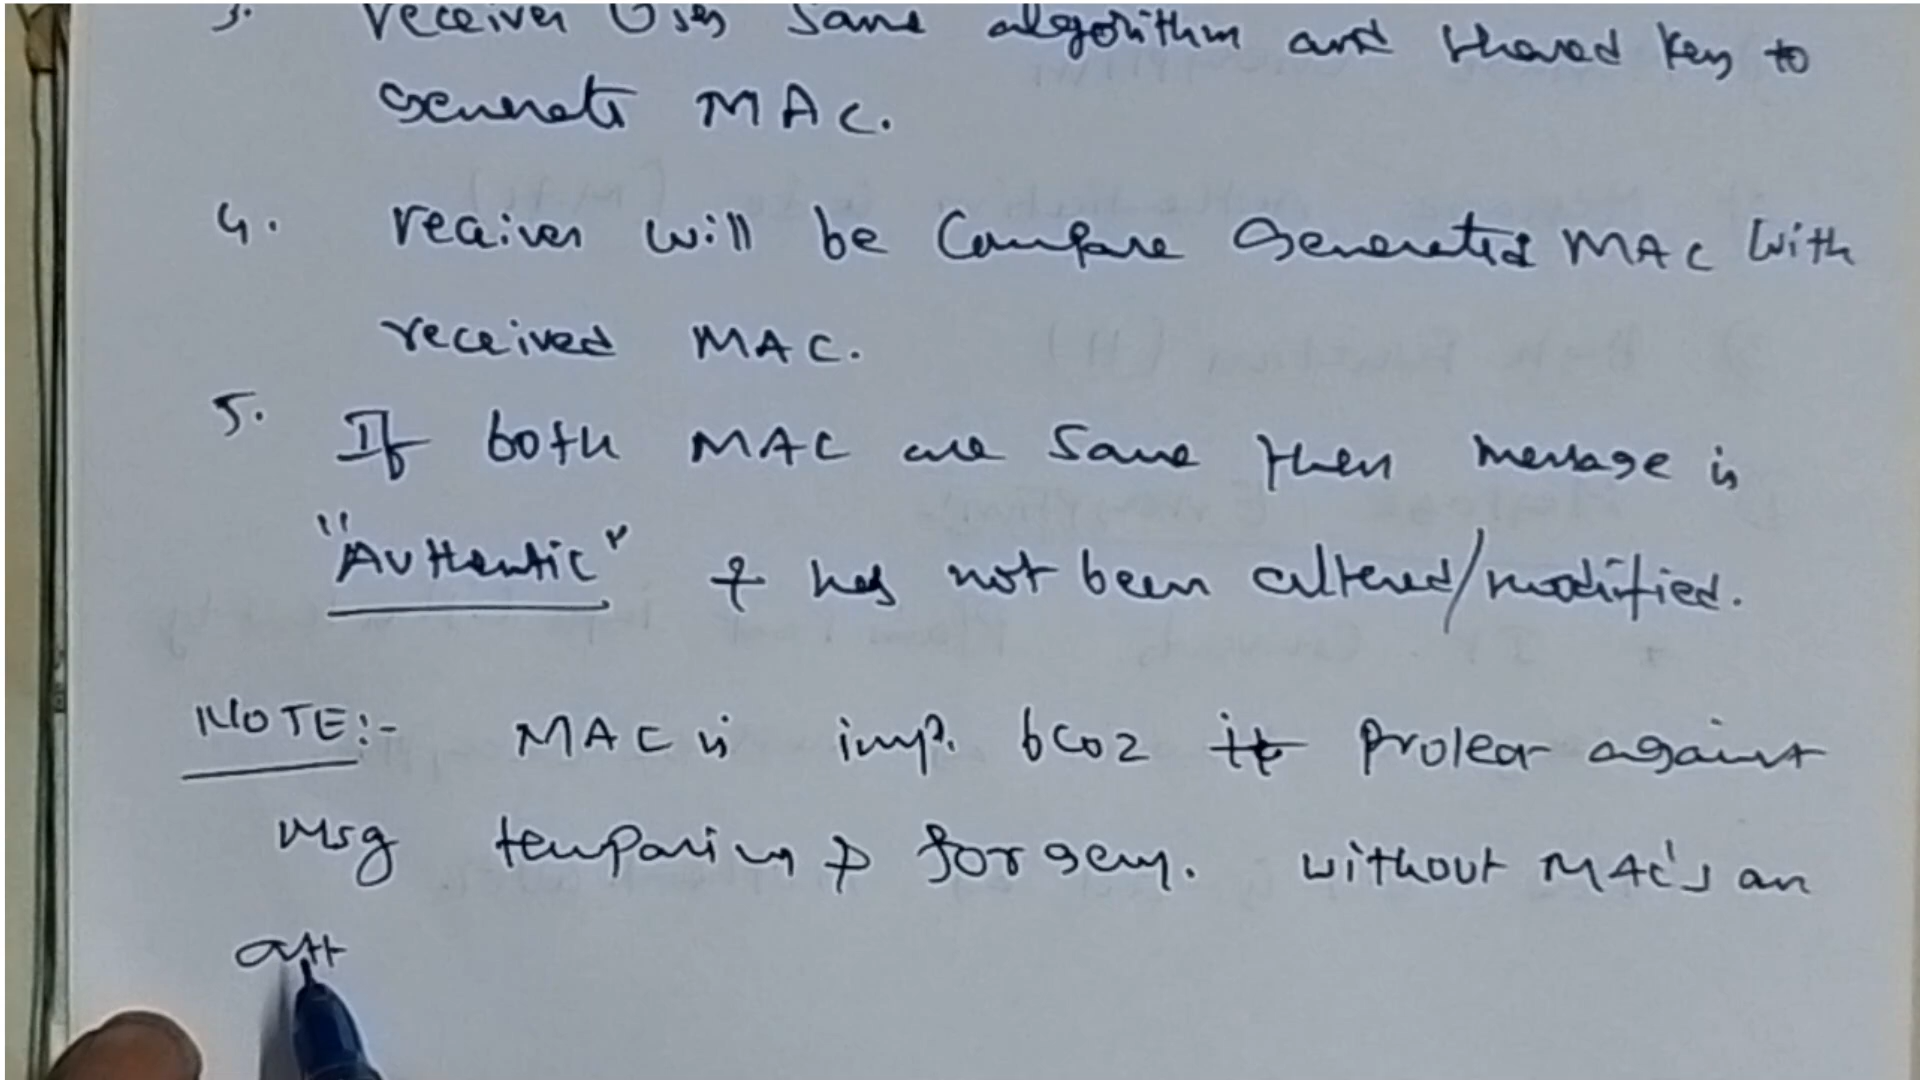 3. receiver Uses Same algorithm and shared key to
generate MAC.
4. receiver will be Compare Generated MAC With
received MAC.
5. If both MAC are Same then message is
"Authentic" & has not been altered/modified.
NOTE:- MAC is imp. bcoz it protect against
Msg tempering & forgery. without MAC's an
att